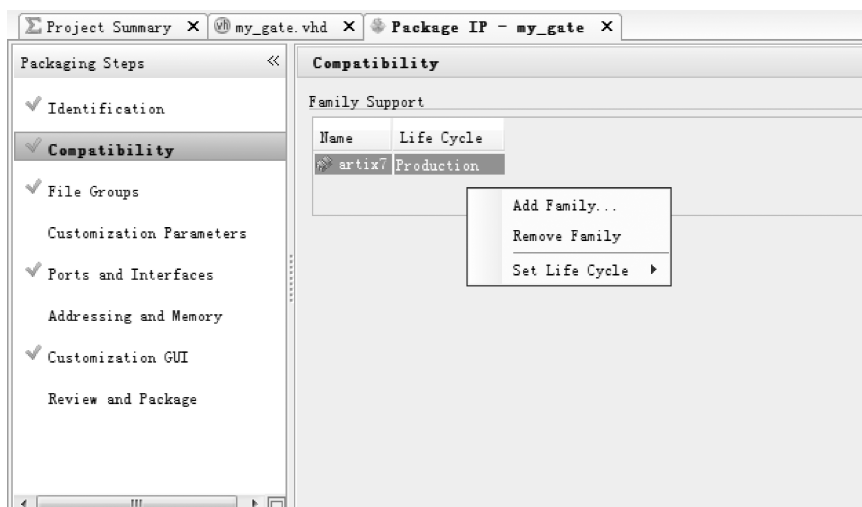 Project Summary
my_gate.vhd
Package IP - my_gate
Packaging Steps
Compatibility
Identification
Compatibility
File Groups
Customization Parameters
Ports and Interfaces
Addressing and Memory
Customization GUI
Review and Package
Family Support
Name Life Cycle
artix7 Production
Add Family...
Remove Family
Set Life Cycle